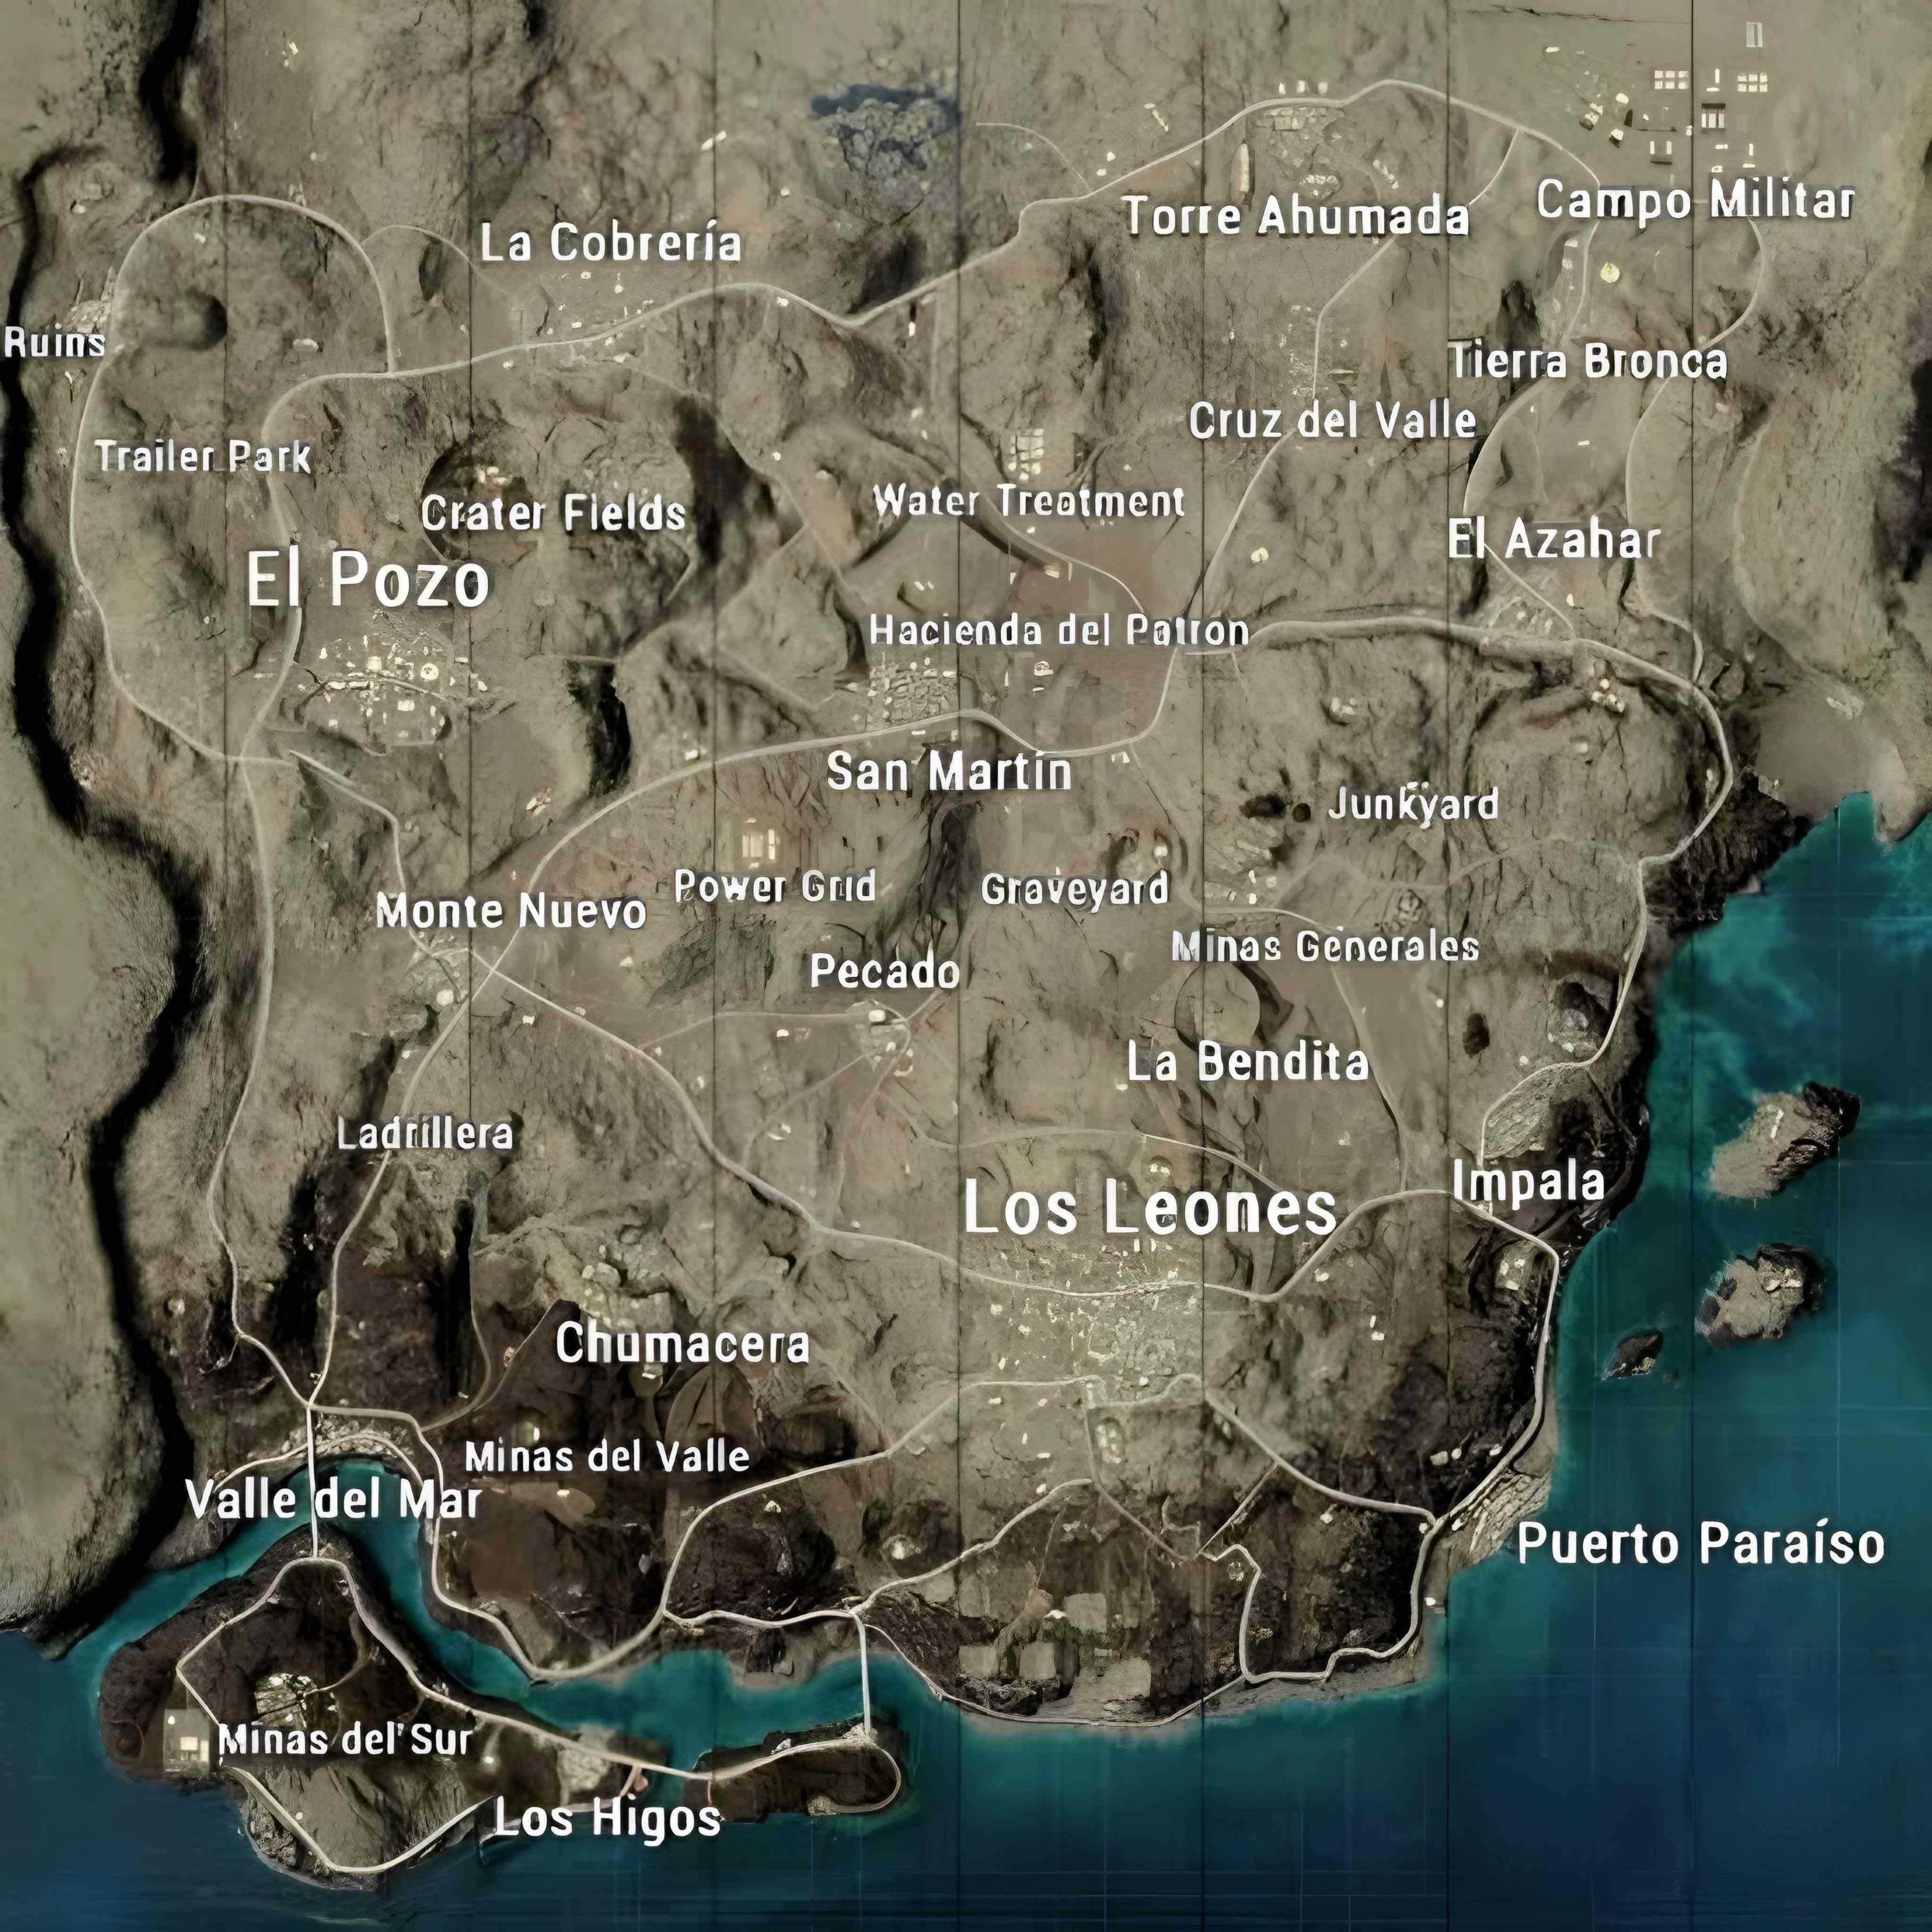 Campo Militar
Torre Ahumada
La Cobrería
Ruins
Tierra Bronca
Cruz del Valle
Trailer Park
Water Treatment
Crater Fields
El Azahar
El Pozo
Hacienda del Patrón
San Martín
Junkyard
Power Grid
Graveyard
Monte Nuevo
Minas Generales
Pecado
La Bendita
Ladrillera
Impala
Los Leones
Chumacera
Minas del Valle
Valle del Mar
Puerto Paraíso
Minas del Sur
Los Higos